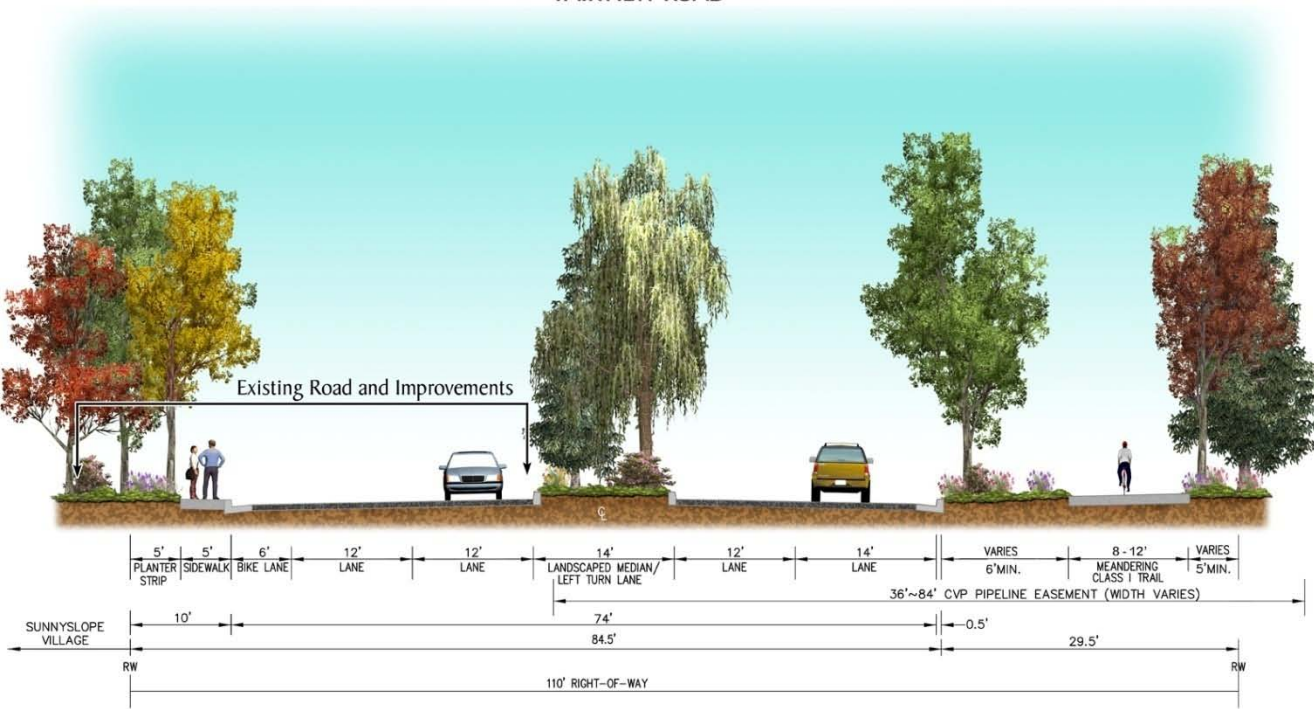 Existing Road and Improvements
℄
5' 5' 6' 12' 12' 14' 12' 14' VARIES 8-12' VARIES
PLANTER STRIP
SIDEWALK
BIKE LANE
LANE
LANE
LANDSCAPED MEDIAN/
LEFT TURN LANE
LANE
LANE
6'MIN.
MEANDERING
CLASS I TRAIL
5'MIN.
36'~84' CVP PIPELINE EASEMENT (WIDTH VARIES)
10' 74' 0.5'
SUNNYSLOPE
VILLAGE
84.5' 29.5'
RW RW
110' RIGHT-OF-WAY